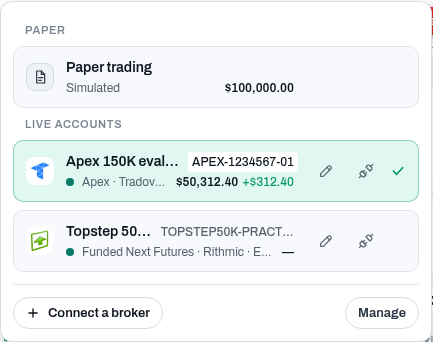 PAPER
Paper trading
Simulated $100,000.00
LIVE ACCOUNTS
Apex 150K eval... APEX-1234567-01
Apex · Tradov... $50,312.40 +$312.40
Topstep 50... TOPSTEP50K-PRACT...
Funded Next Futures · Rithmic · E... —
+ Connect a broker Manage